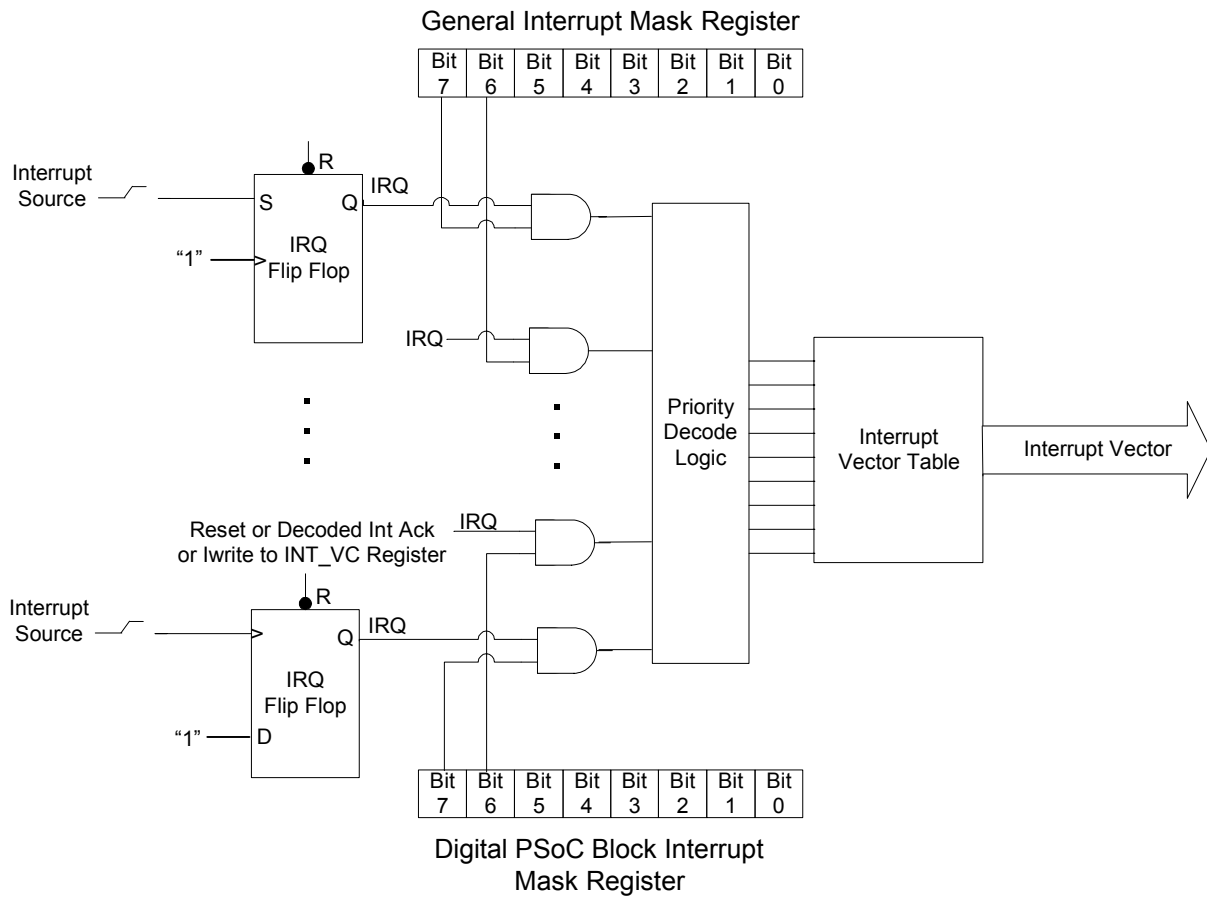 General Interrupt Mask Register
Bit 7
Bit 6
Bit 5
Bit 4
Bit 3
Bit 2
Bit 1
Bit 0
R
Interrupt
Source
S
Q
IRQ
IRQ
Flip Flop
“1”
IRQ
Priority
Decode
Logic
Interrupt
Vector Table
Interrupt Vector
Reset or Decoded Int Ack
or Iwrite to INT_VC Register
IRQ
R
Interrupt
Source
Q
IRQ
IRQ
Flip Flop
“1”
D
Bit 7
Bit 6
Bit 5
Bit 4
Bit 3
Bit 2
Bit 1
Bit 0
Digital PSoC Block Interrupt
Mask Register